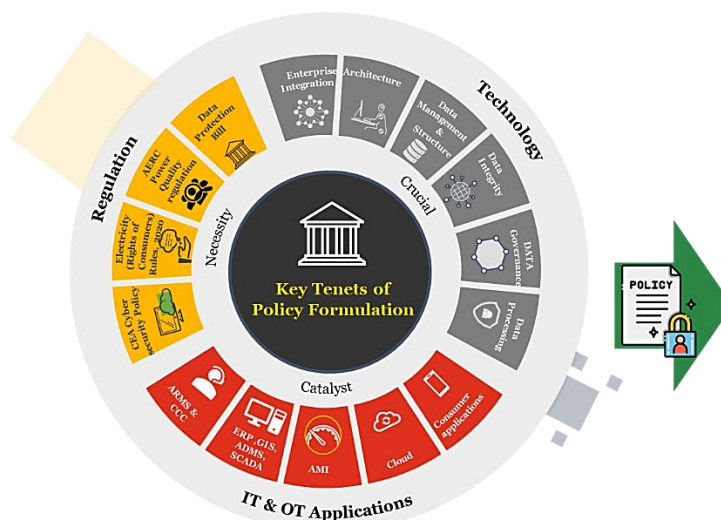 Key Tenets of
Policy Formulation
Regulation
Necessity
Data
Protection
Bill
AERC
Power
Quality
regulation
Electricity
(Rights of
Consumers)
Rules, 2020
CEA Cyber
security Policy
Technology
Crucial
Enterprise
Integration
Architecture
Data
Management
&
Structure
Data
Integrity
DATA
Governance
Data
Processing
Catalyst
ARMS &
CCC
ERP ,GIS,
ADMS,
SCADA
AMI
Cloud
Consumer
applications
IT & OT Applications
POLICY